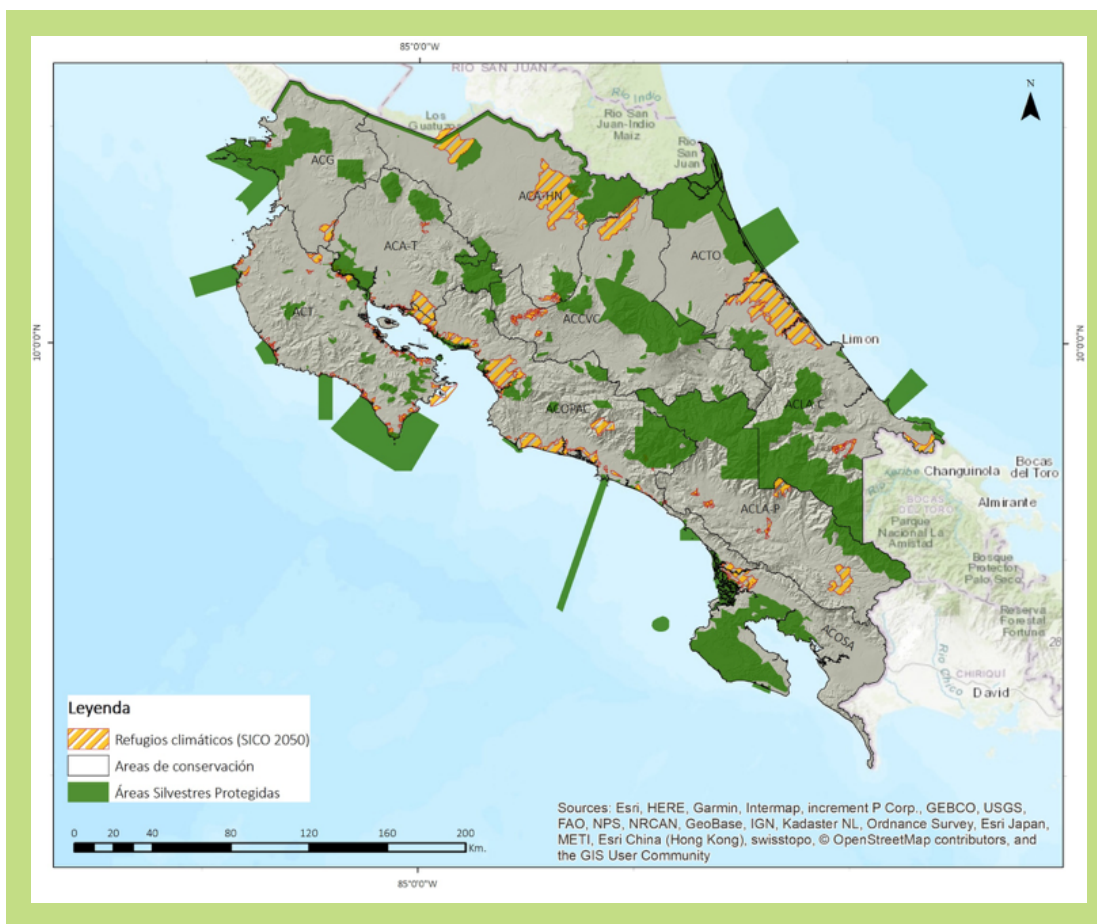 85°0'0"W
RIO SAN JUAN
N
Los
Guatuzos
Río Indio
Rio San
Juan-Indio
Maíz
Rio
San
Juan
ACG
ACA-HN
ACA-T
ACTO
ACT
ACCVC
10°0'0"N
10°0'0"N
Limon
ACOPAC
ACLA-C
Changuinola
Bocas
del Toro
Almirante
BOCAS
DEL TORO
Parque
Nacional La
Amistad
ACLA-P
Bosque
Protector
Palo Seco
Reserva
Forestal
Fortuna
ACOSA
Rio Chico
CHIRIQUÍ
David
Leyenda
Refugios climáticos (SICO 2050)
Areas de conservación
Áreas Silvestres Protegidas
0 20 40 80 120 160 200
Km.
Sources: Esri, HERE, Garmin, Intermap, increment P Corp., GEBCO, USGS,
FAO, NPS, NRCAN, GeoBase, IGN, Kadaster NL, Ordnance Survey, Esri Japan,
METI, Esri China (Hong Kong), swisstopo, © OpenStreetMap contributors, and
the GIS User Community
85°0'0"W